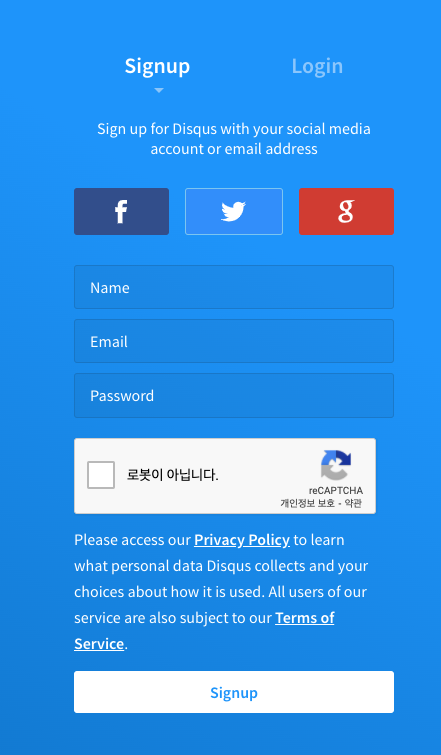 Signup
Login
Sign up for Disqus with your social media
account or email address
Name
Email
Password
로봇이 아닙니다.
reCAPTCHA
개인정보 보호 - 약관
Please access our Privacy Policy to learn
what personal data Disqus collects and your
choices about how it is used. All users of our
service are also subject to our Terms of
Service.
Signup